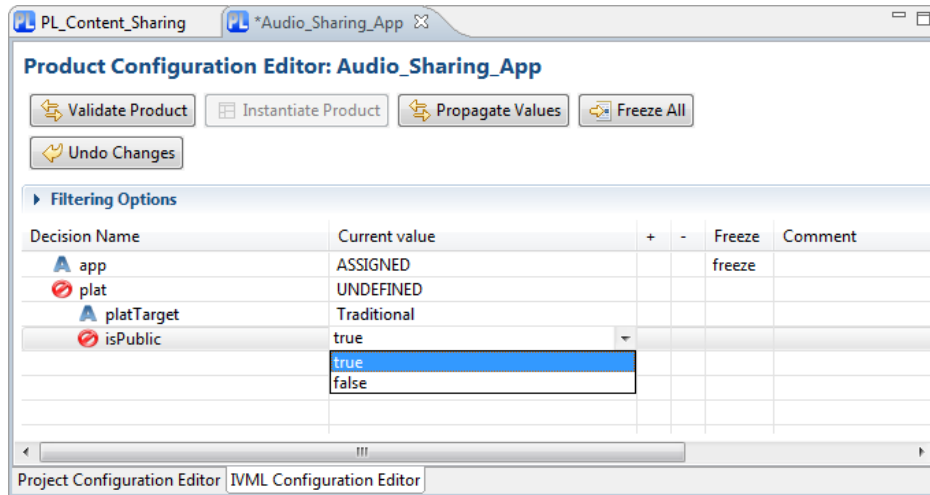 PL PL_Content_Sharing PL *Audio_Sharing_App
Product Configuration Editor: Audio_Sharing_App
Validate Product Instantiate Product Propagate Values Freeze All
Undo Changes
Filtering Options
Decision Name Current value + - Freeze Comment
A app ASSIGNED freeze
plat UNDEFINED
A platTarget Traditional
isPublic true
true
false
Project Configuration Editor IVML Configuration Editor